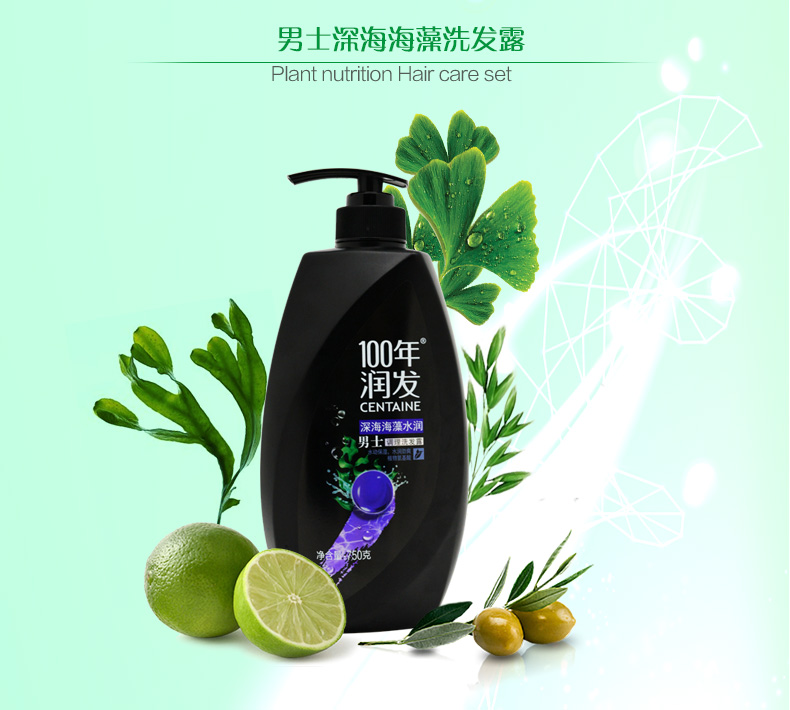 男士深海海藻洗发露
Plant nutrition Hair care set
100年®
润发
CENTAINE
深海海藻水润
男士 调理洗发露
净含量:750克